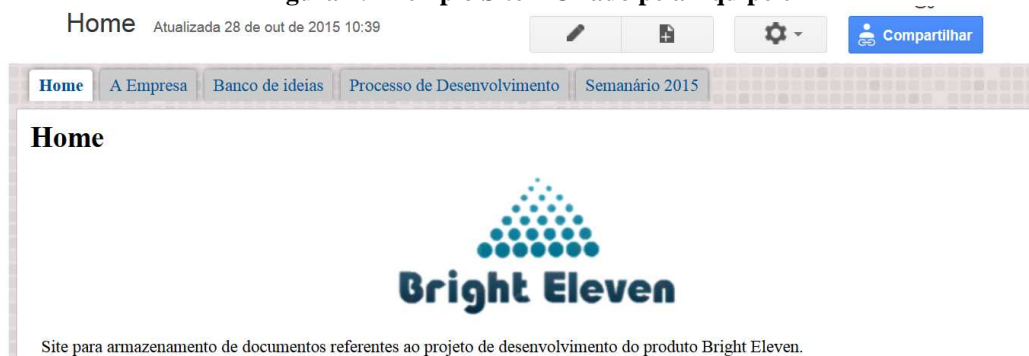 Home Atualizada 28 de out de 2015 10:39 Compartilhar
Home A Empresa Banco de ideias Processo de Desenvolvimento Semanário 2015
Home
Bright Eleven
Site para armazenamento de documentos referentes ao projeto de desenvolvimento do produto Bright Eleven.